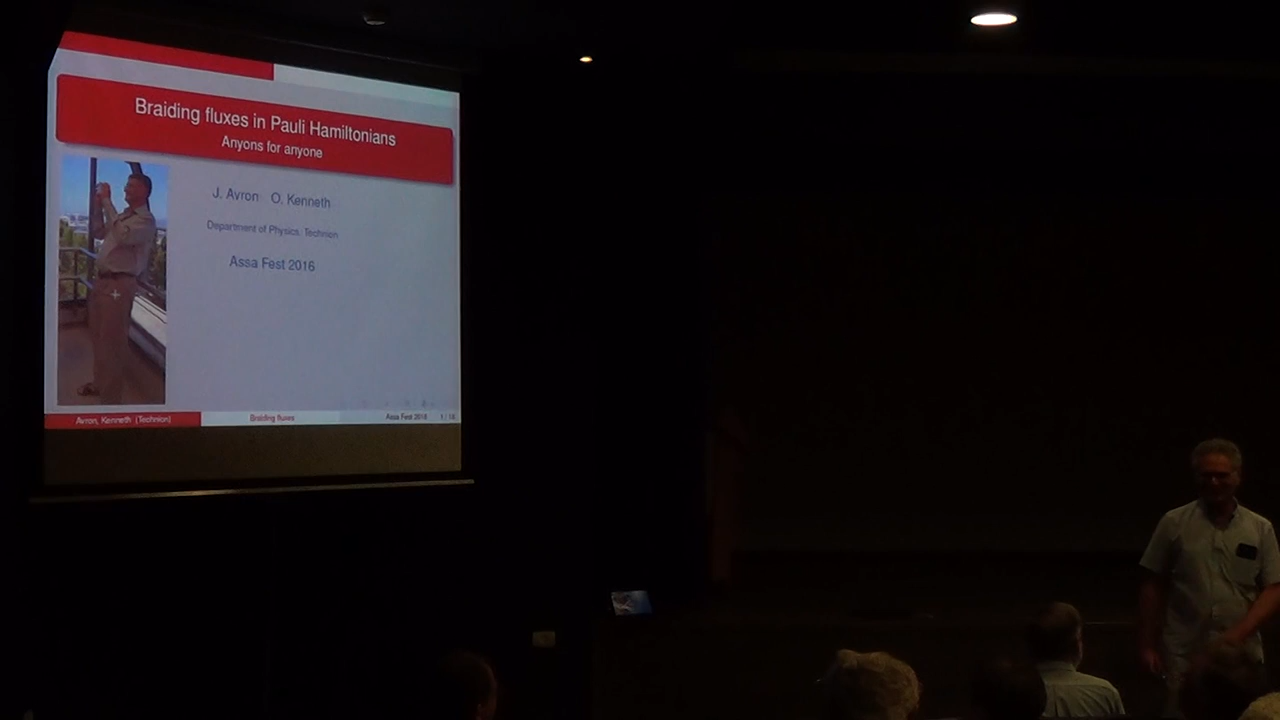 Braiding fluxes in Pauli Hamiltonians
Anyons for anyone
J. Avron O. Kenneth
Department of Physics, Technion
Assa Fest 2016
Avron, Kenneth (Technion) Braiding fluxes Assa Fest 2016